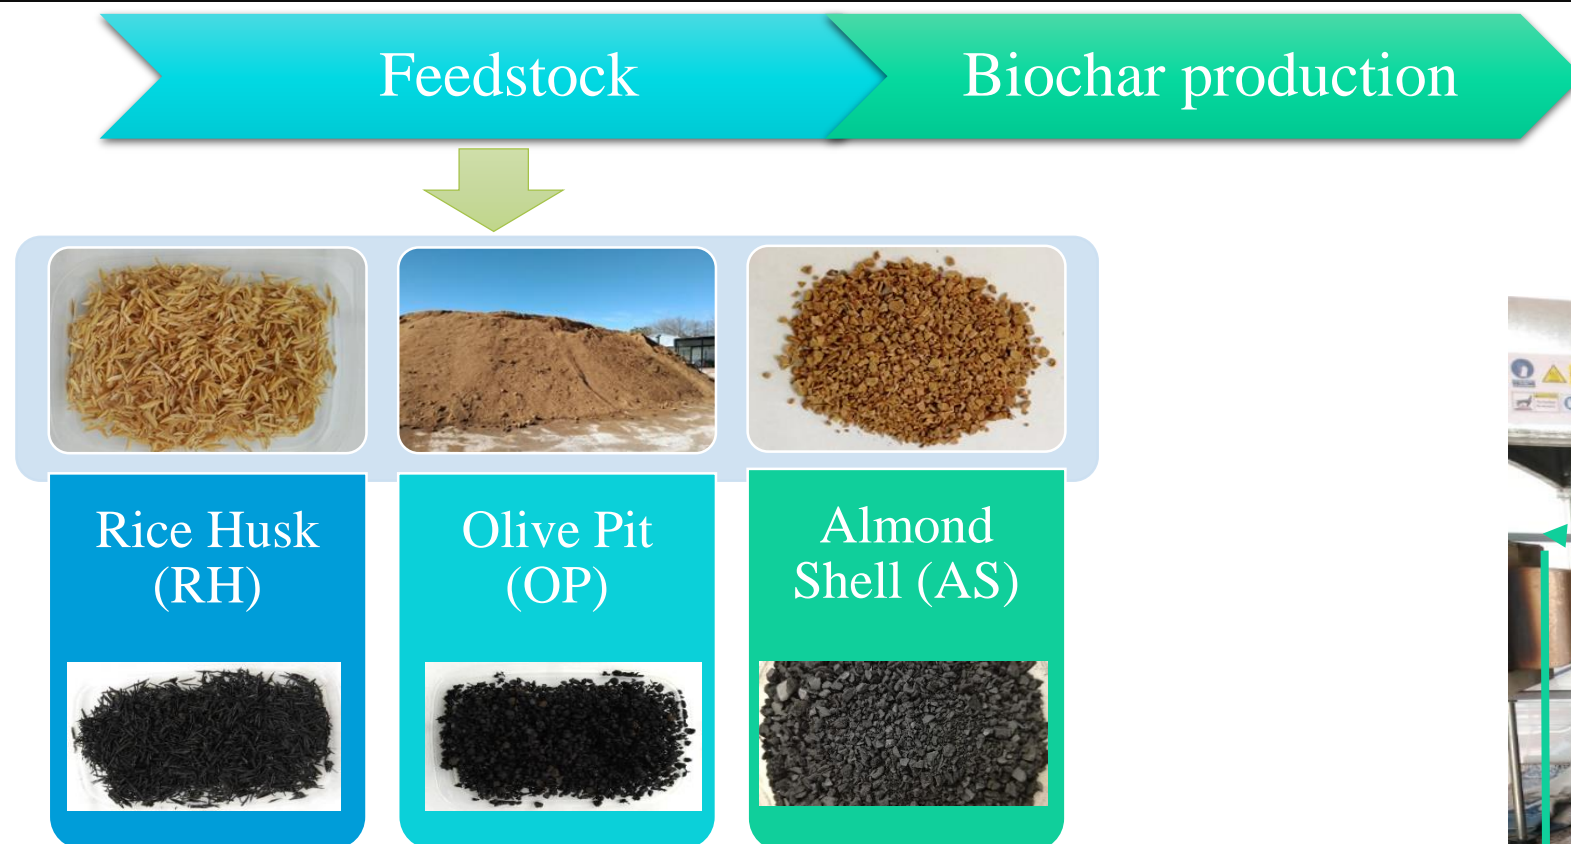 Feedstock
Biochar production
Rice Husk
(RH)
Olive Pit
(OP)
Almond
Shell (AS)